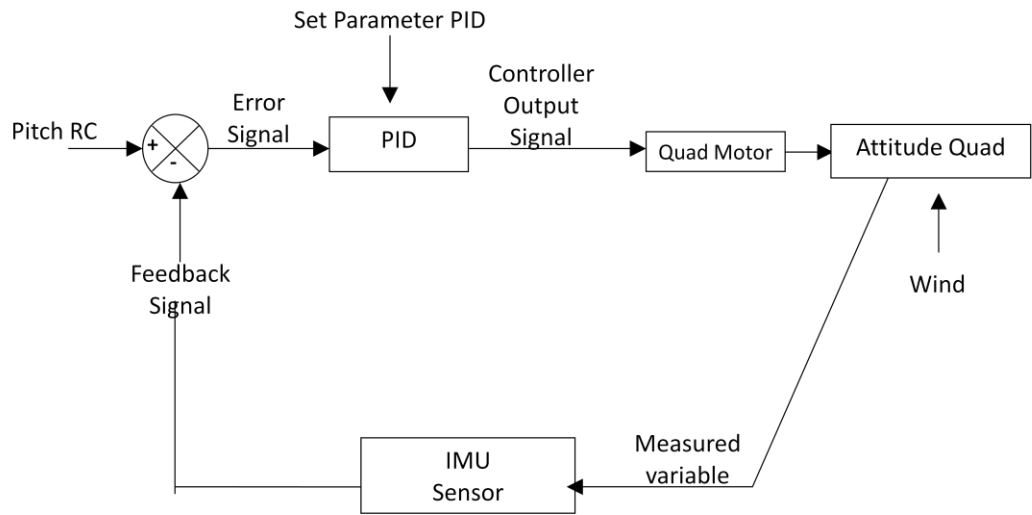 Set Parameter PID
Pitch RC
+
-
Error
Signal
PID
Controller
Output
Signal
Quad Motor
Attitude Quad
Wind
Feedback
Signal
IMU
Sensor
Measured
variable